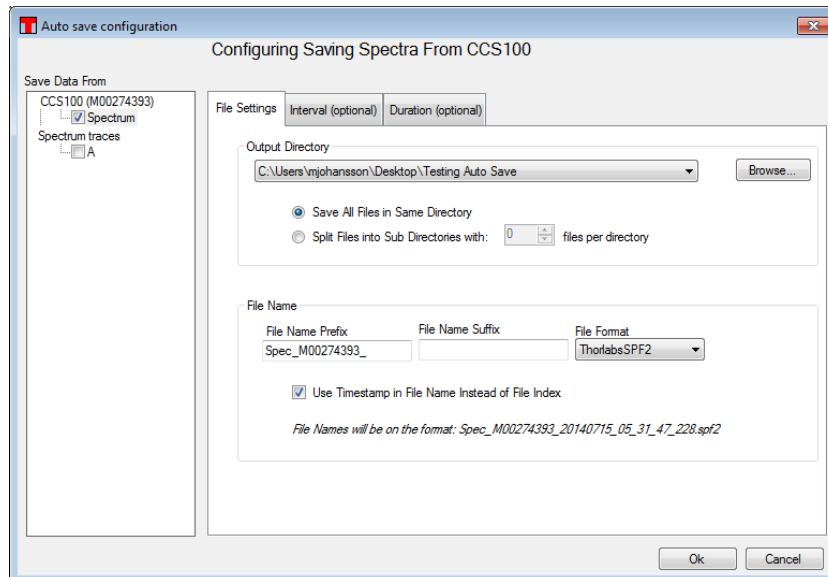 Auto save configuration
Configuring Saving Spectra From CCS100
Save Data From
CCS100 (M00274393)
Spectrum
Spectrum traces
A
File Settings
Interval (optional)
Duration (optional)
Output Directory
C:\Users\mjohansson\Desktop\Testing Auto Save
Browse...
Save All Files in Same Directory
Split Files into Sub Directories with: 0 files per directory
File Name
File Name Prefix
File Name Suffix
File Format
Spec_M00274393_
ThorlabsSPF2
Use Timestamp in File Name Instead of File Index
File Names will be on the format: Spec_M00274393_20140715_05_31_47_228.spf2
Ok
Cancel